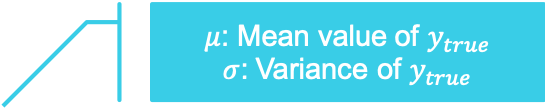 μ: Mean value of y_true
σ: Variance of y_true